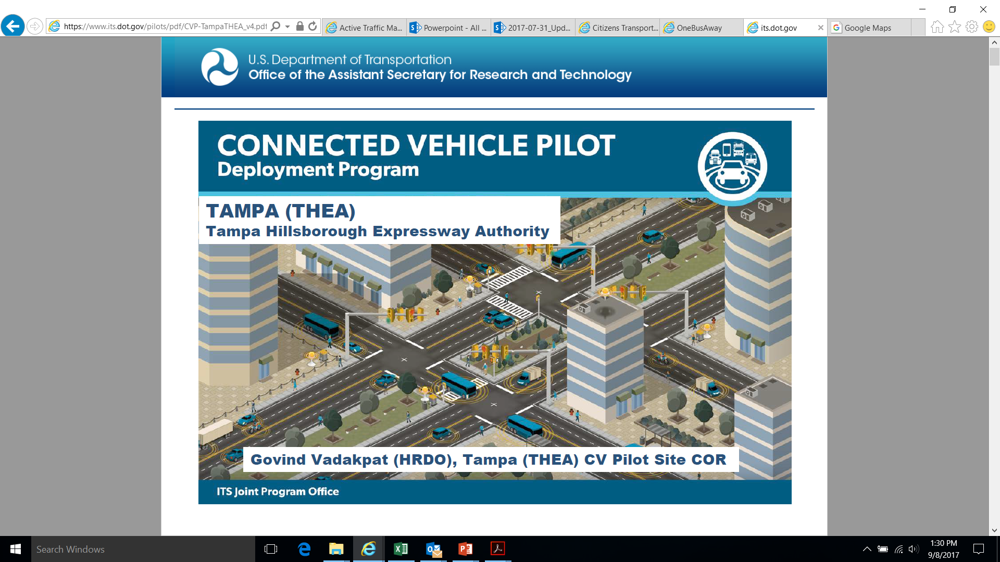 https://www.its.dot.gov/pilots/pdf/CVP-TampaTHEA_v4.pdf
Active Traffic Ma...
Powerpoint - All ...
2017-07-31_Upd...
Citizens Transport...
OneBusAway
its.dot.gov
Google Maps
U.S. Department of Transportation
Office of the Assistant Secretary for Research and Technology
CONNECTED VEHICLE PILOT
Deployment Program
TAMPA (THEA)
Tampa Hillsborough Expressway Authority
Govind Vadakpat (HRDO), Tampa (THEA) CV Pilot Site COR
ITS Joint Program Office
Search Windows
1:30 PM
9/8/2017